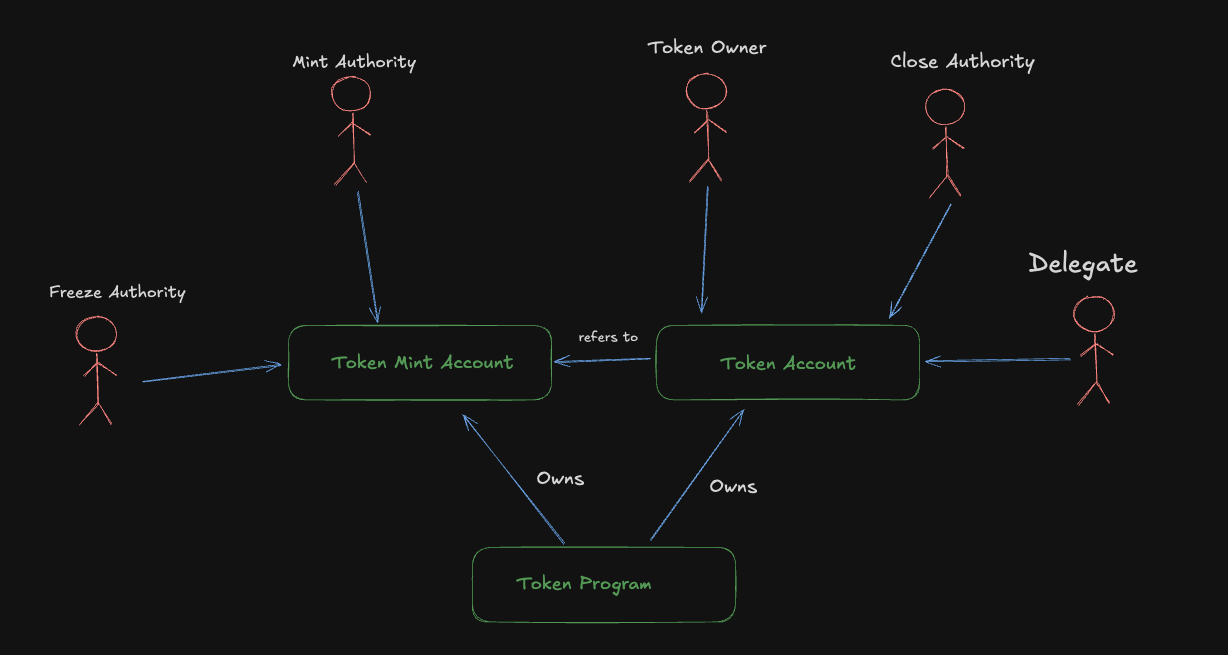 Token Owner
Mint Authority
Close Authority
Delegate
Freeze Authority
refers to
Token Mint Account
Token Account
Owns
Owns
Token Program